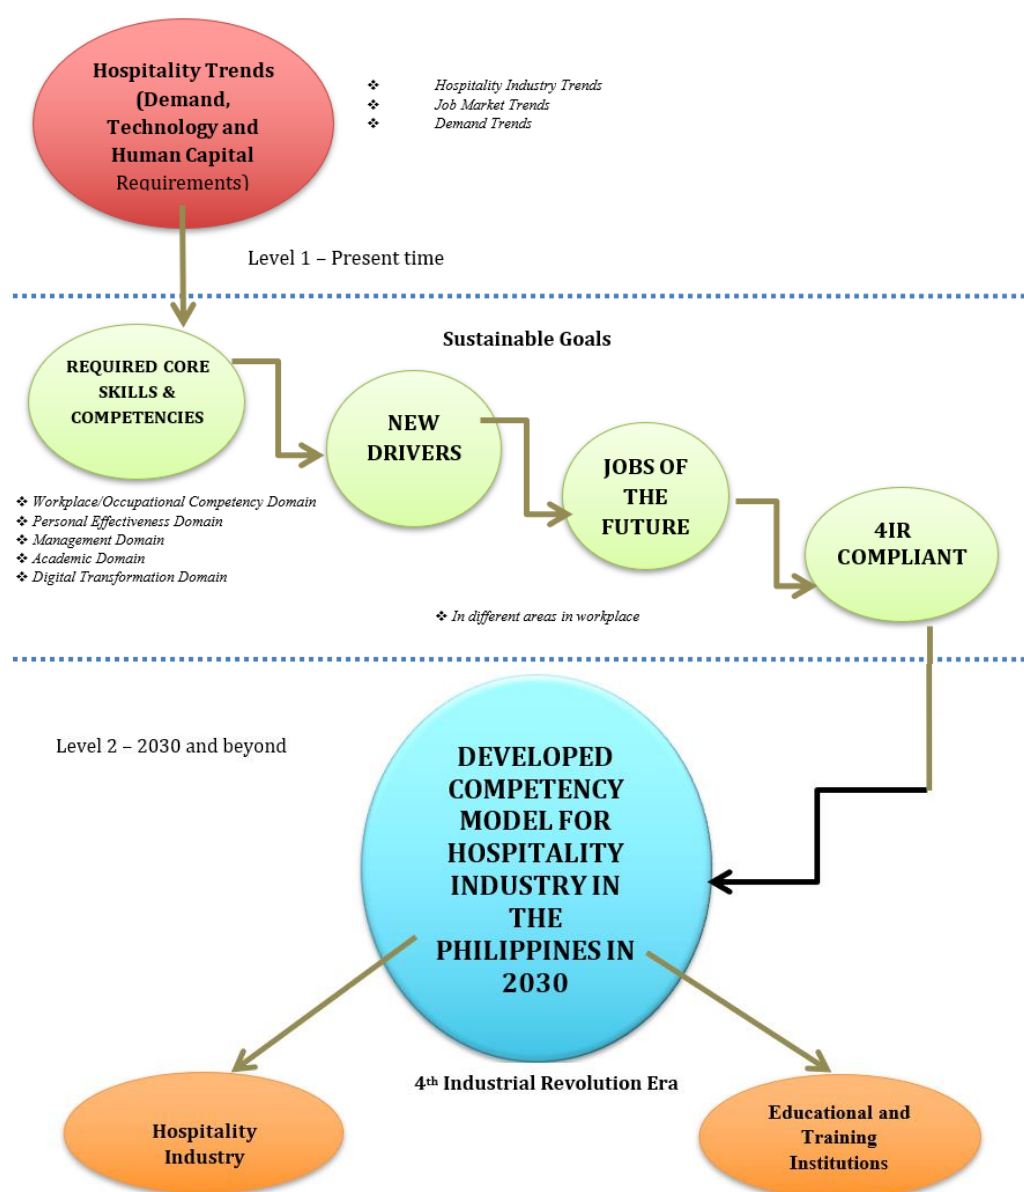 Hospitality Trends
(Demand,
Technology and
Human Capital
Requirements)
❖ Hospitality Industry Trends
❖ Job Market Trends
❖ Demand Trends
Level 1 – Present time
Sustainable Goals
REQUIRED CORE
SKILLS &
COMPETENCIES
NEW
DRIVERS
JOBS OF
THE
FUTURE
4IR
COMPLIANT
❖ Workplace/Occupational Competency Domain
❖ Personal Effectiveness Domain
❖ Management Domain
❖ Academic Domain
❖ Digital Transformation Domain
❖ In different areas in workplace
Level 2 – 2030 and beyond
DEVELOPED
COMPETENCY
MODEL FOR
HOSPITALITY
INDUSTRY IN
THE
PHILIPPINES IN
2030
4th Industrial Revolution Era
Hospitality
Industry
Educational and
Training
Institutions